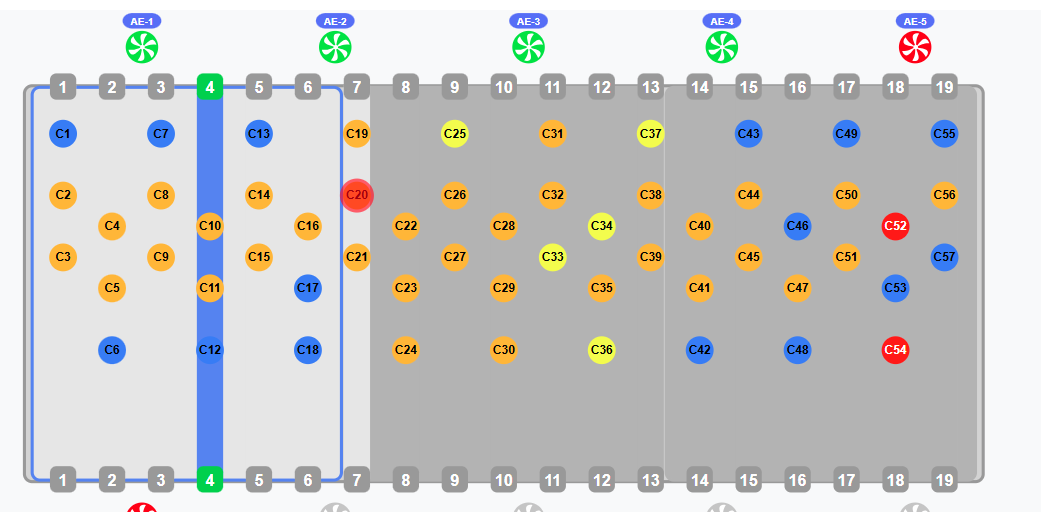 AE-1 AE-2 AE-3 AE-4 AE-5
1 2 3 4 5 6 7 8 9 10 11 12 13 14 15 16 17 18 19
C1 C7 C13 C19 C25 C31 C37 C43 C49 C55
C2 C8 C14 C20 C26 C32 C38 C44 C50 C56
C4 C10 C16 C22 C28 C34 C40 C46 C52
C3 C9 C15 C21 C27 C33 C39 C45 C51 C57
C5 C11 C17 C23 C29 C35 C41 C47 C53
C6 C12 C18 C24 C30 C36 C42 C48 C54
1 2 3 4 5 6 7 8 9 10 11 12 13 14 15 16 17 18 19